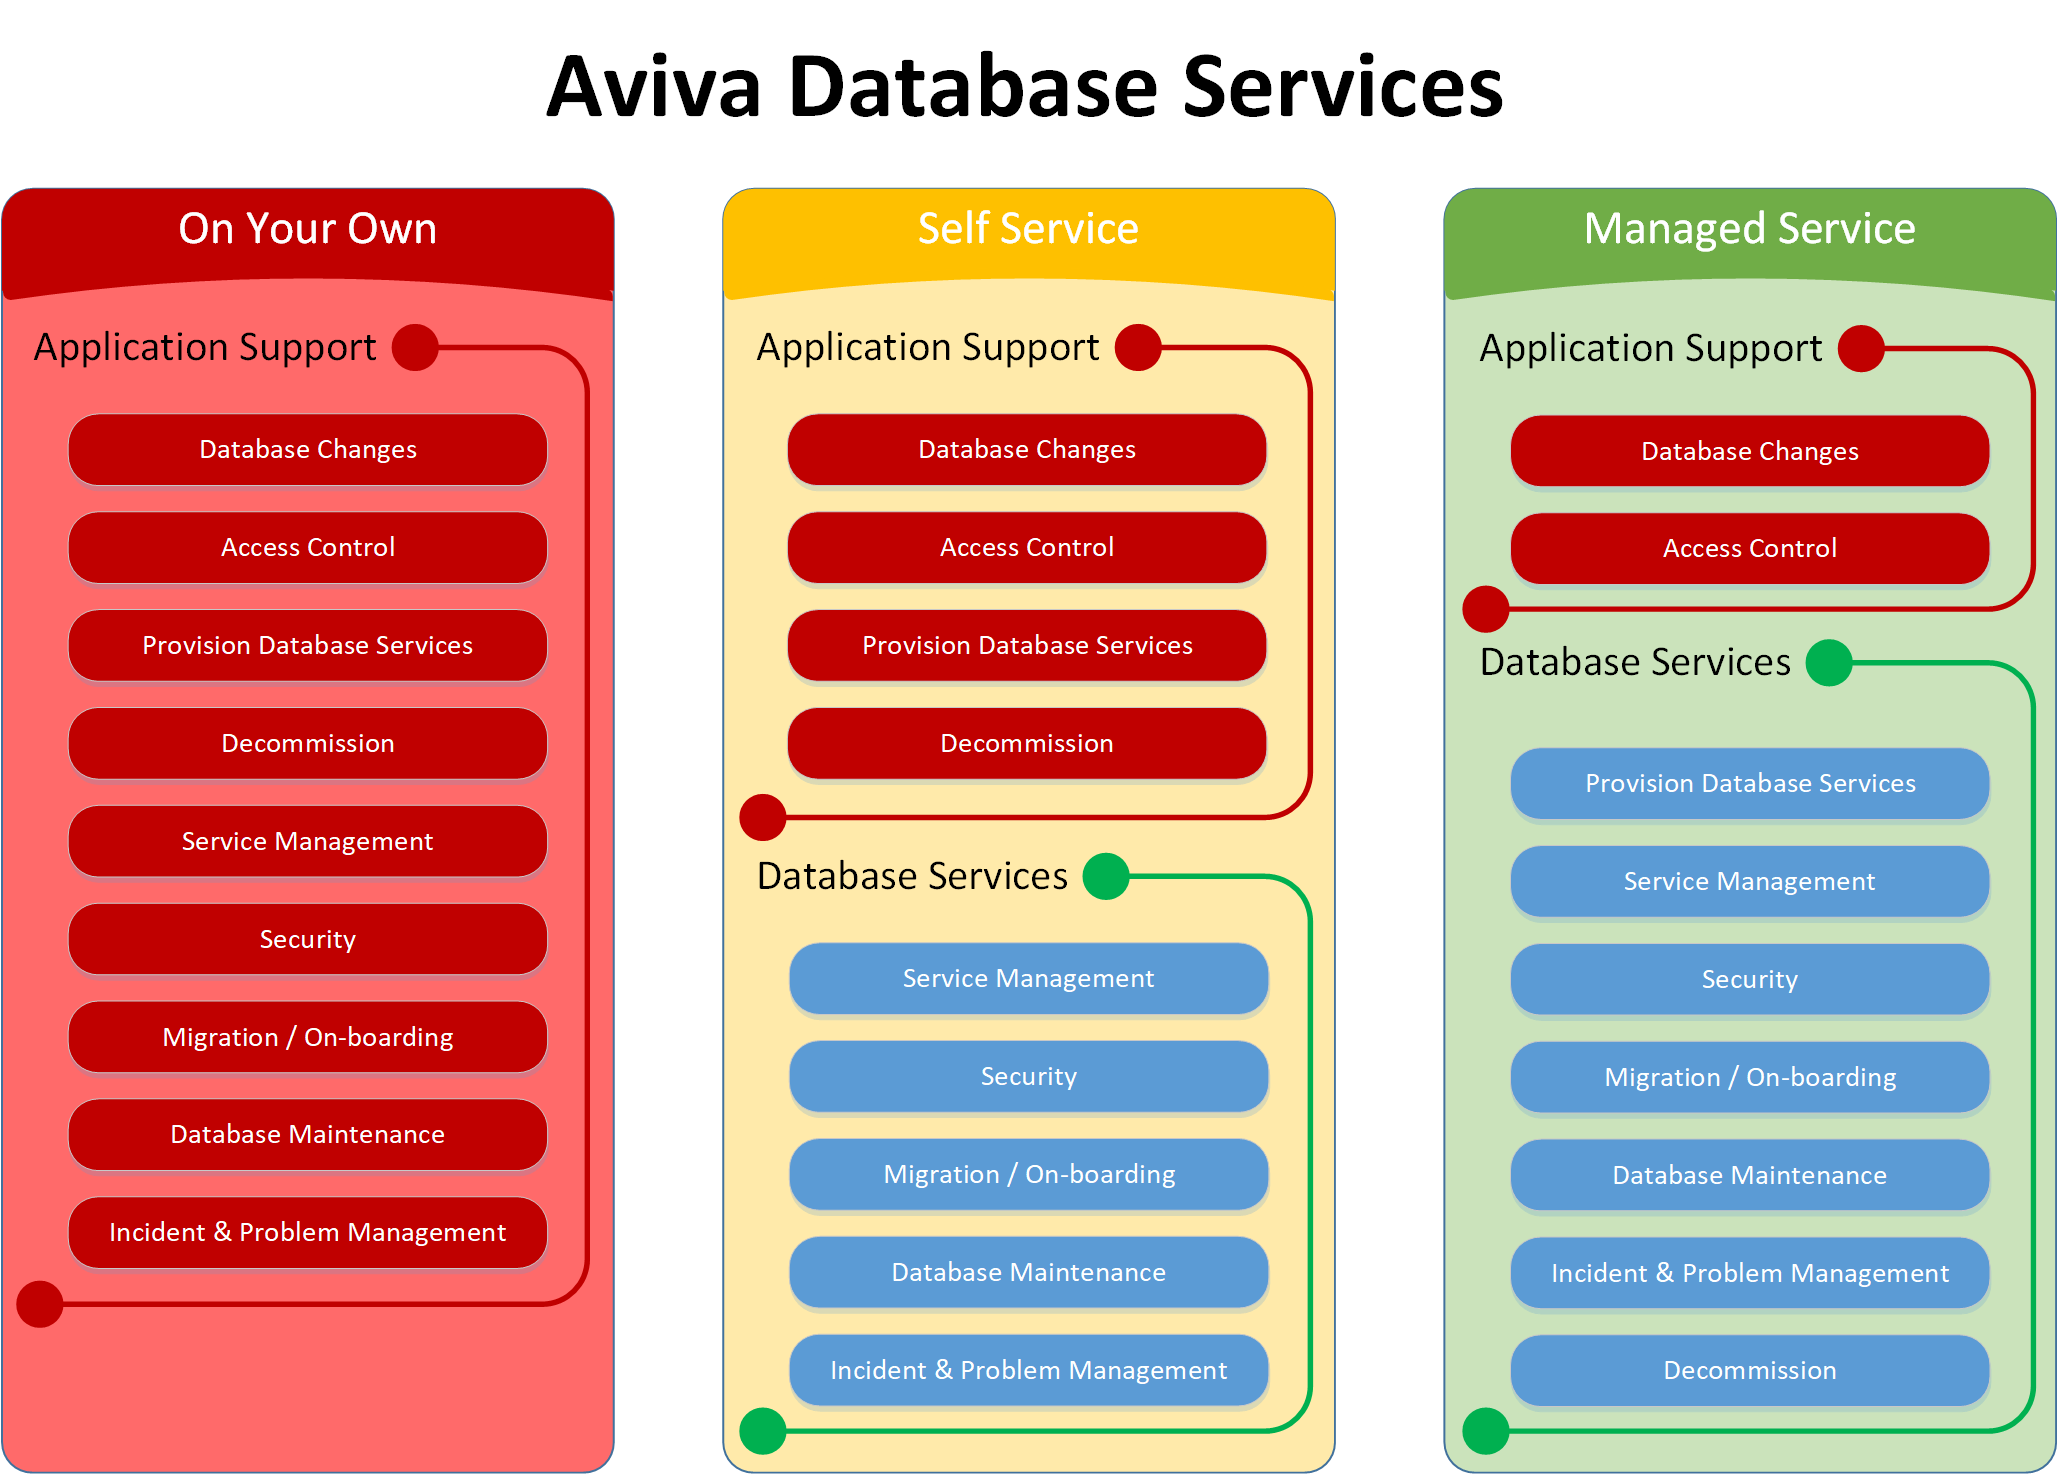 Aviva Database Services
On Your Own
Application Support
Database Changes
Access Control
Provision Database Services
Decommission
Service Management
Security
Migration / On-boarding
Database Maintenance
Incident & Problem Management
Self Service
Application Support
Database Changes
Access Control
Provision Database Services
Decommission
Database Services
Service Management
Security
Migration / On-boarding
Database Maintenance
Incident & Problem Management
Managed Service
Application Support
Database Changes
Access Control
Database Services
Provision Database Services
Service Management
Security
Migration / On-boarding
Database Maintenance
Incident & Problem Management
Decommission